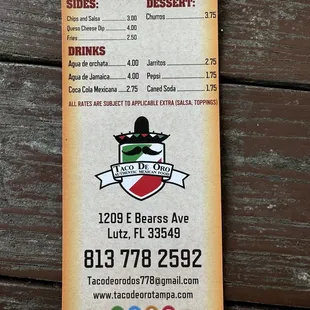 SIDES: DESSERT:
Chips and Salsa 3.00 Churros 3.75
Queso Cheese Dip 4.00
Fries 2.50
DRINKS
Agua de orchata 4.00 Jarritos 2.75
Agua de Jamaica 4.00 Pepsi 1.75
Coca Cola Mexicana 2.75 Caned Soda 1.75
ALL RATES ARE SUBJECT TO APPLICABLE EXTRA (SALSA, TOPPINGS)
TACO DE ORO
AUTHENTIC MEXICAN FOOD
1209 E Bearss Ave
Lutz, FL 33549
813 778 2592
Tacodeorodos778@gmail.com
www.tacodeorotampa.com